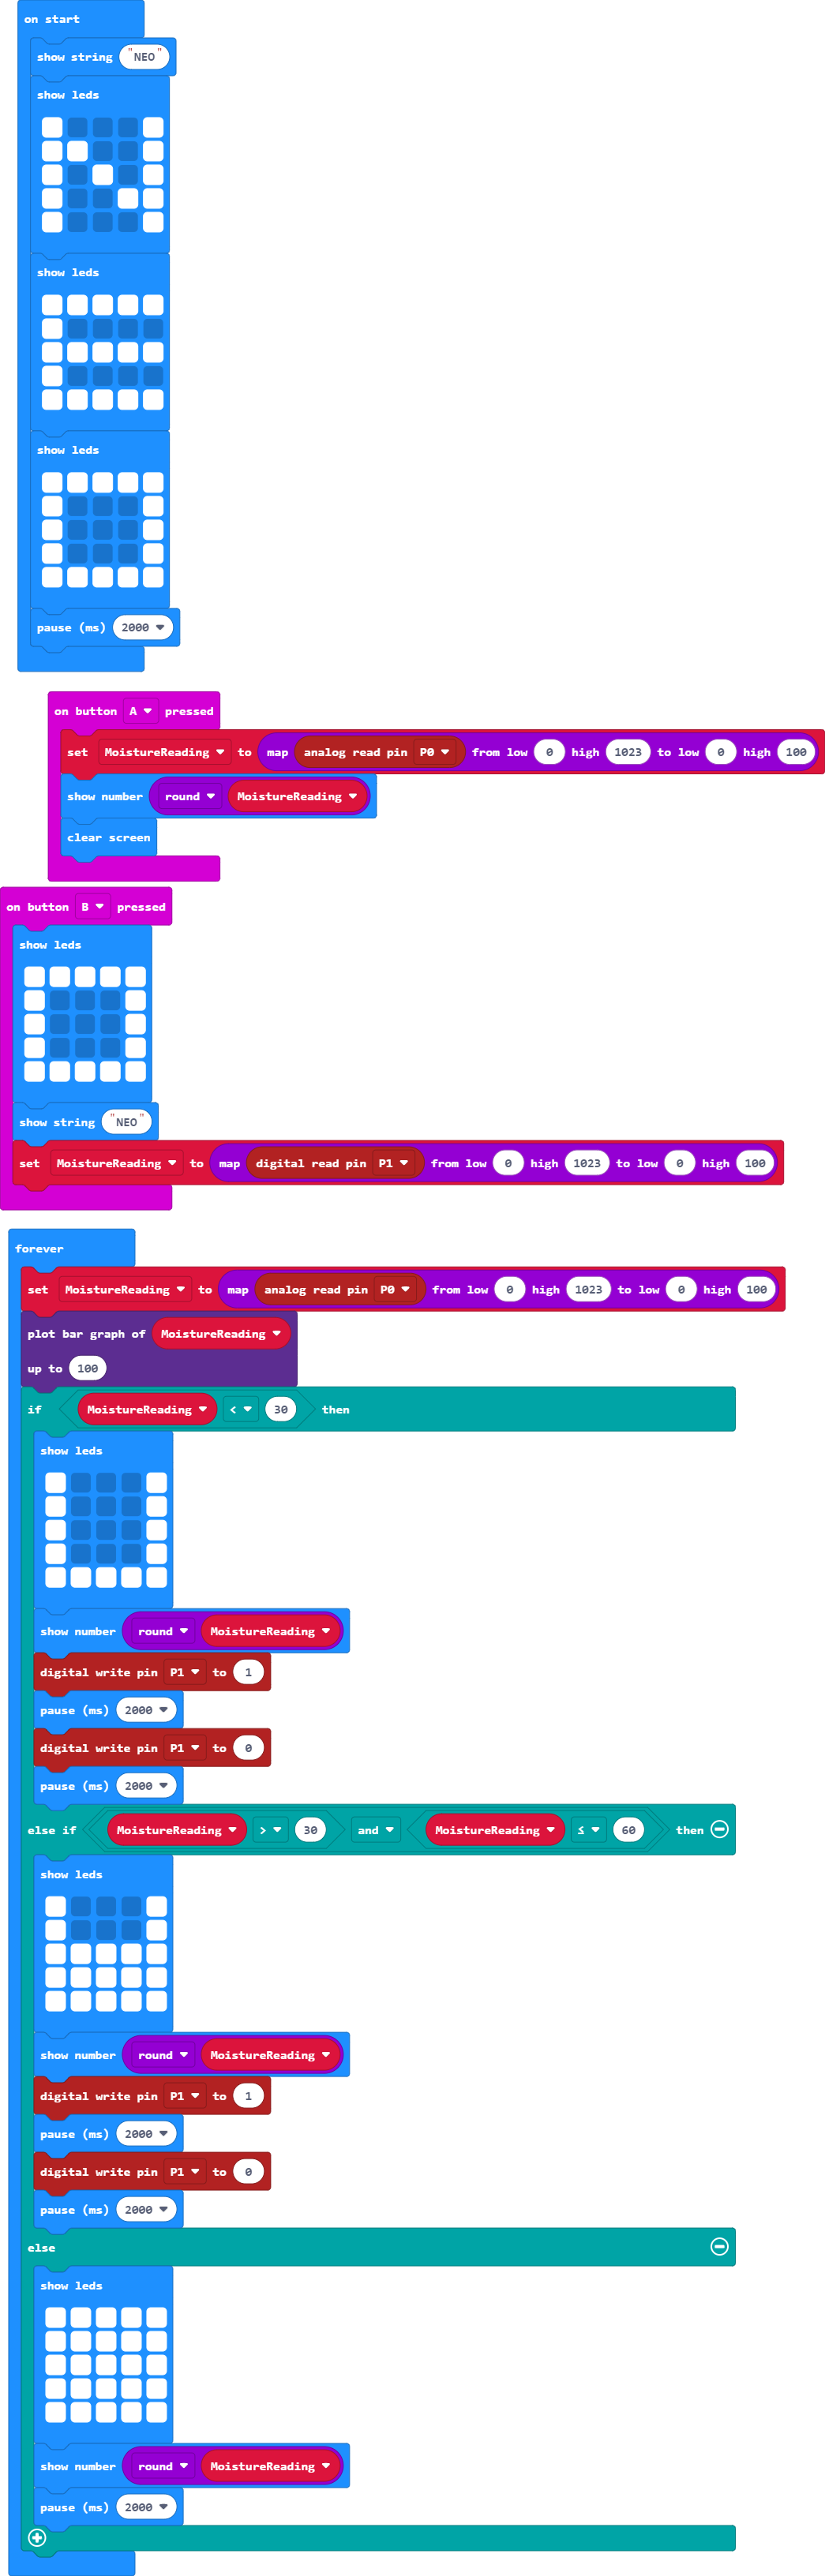 on start
show string "NEO"
show leds
show leds
show leds
pause (ms) 2000
on button A pressed
set MoistureReading to map analog read pin P0 from low 0 high 1023 to low 0 high 100
show number round MoistureReading
clear screen
on button B pressed
show leds
show string "NEO"
set MoistureReading to map digital read pin P1 from low 0 high 1023 to low 0 high 100
forever
set MoistureReading to map analog read pin P0 from low 0 high 1023 to low 0 high 100
plot bar graph of MoistureReading
up to 100
if MoistureReading < 30 then
show leds
show number round MoistureReading
digital write pin P1 to 1
pause (ms) 2000
digital write pin P1 to 0
pause (ms) 2000
else if MoistureReading > 30 and MoistureReading ≤ 60 then
show leds
show number round MoistureReading
digital write pin P1 to 1
pause (ms) 2000
digital write pin P1 to 0
pause (ms) 2000
else
show leds
show number round MoistureReading
pause (ms) 2000